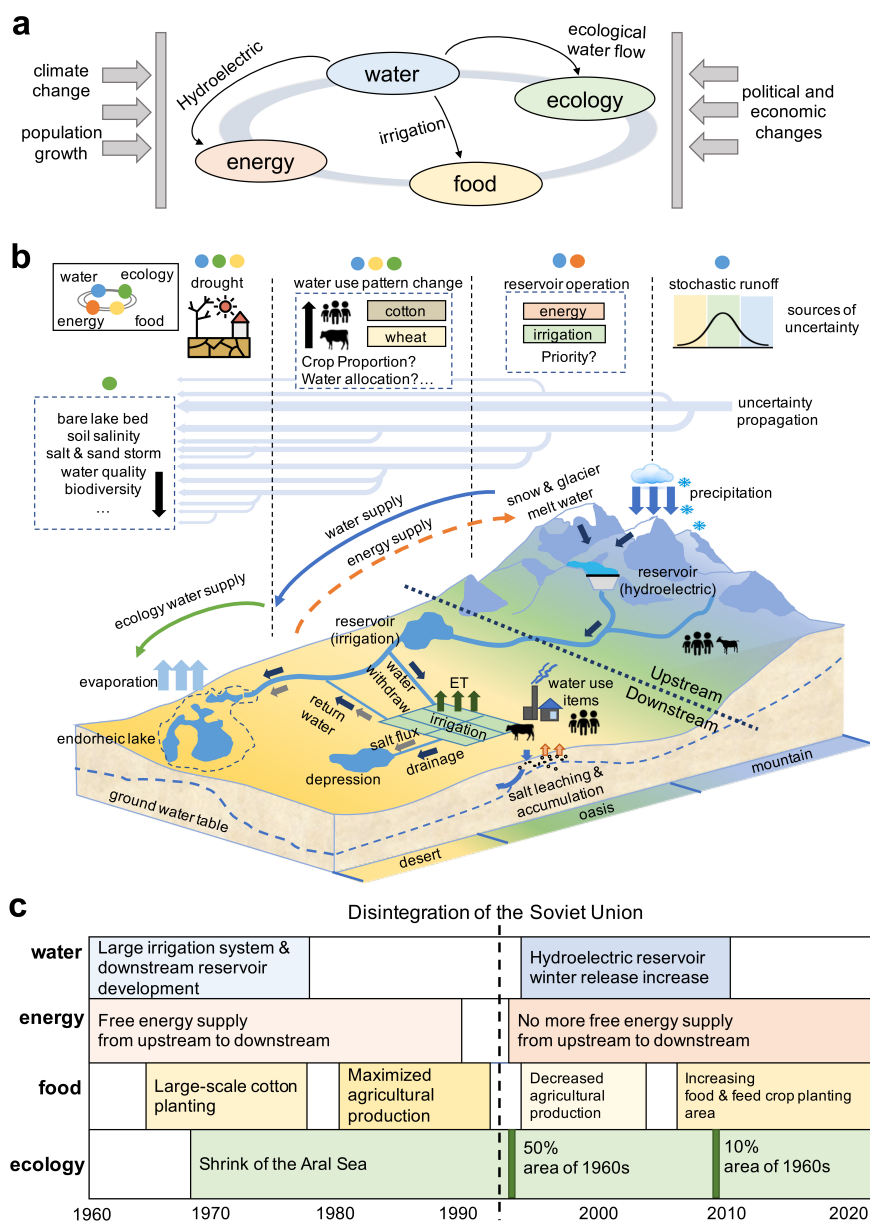 a
climate
change
population
growth
Hydroelectric
water
ecological
water flow
ecology
irrigation
energy
food
political and
economic
changes
b
water
ecology
energy
food
drought
water use pattern change
cotton
wheat
Crop Proportion?
Water allocation?…
reservoir operation
energy
irrigation
Priority?
stochastic runoff
sources of
uncertainty
bare lake bed
soil salinity
salt & sand storm
water quality
biodiversity
…
uncertainty
propagation
water supply
energy supply
snow & glacier
melt water
precipitation
ecology water supply
reservoir
(hydroelectric)
reservoir
(irrigation)
evaporation
water
withdraw
ET
water use
items
Upstream
Downstream
return
water
irrigation
endorheic lake
salt flux
drainage
depression
salt leaching &
accumulation
ground water table
desert
oasis
mountain
c
Disintegration of the Soviet Union
water
Large irrigation system &
downstream reservoir
development
Hydroelectric reservoir
winter release increase
energy
Free energy supply
from upstream to downstream
No more free energy supply
from upstream to downstream
food
Large-scale cotton
planting
Maximized
agricultural
production
Decreased
agricultural
production
Increasing
food & feed crop planting
area
ecology
Shrink of the Aral Sea
50%
area of 1960s
10%
area of 1960s
1960 1970 1980 1990 2000 2010 2020